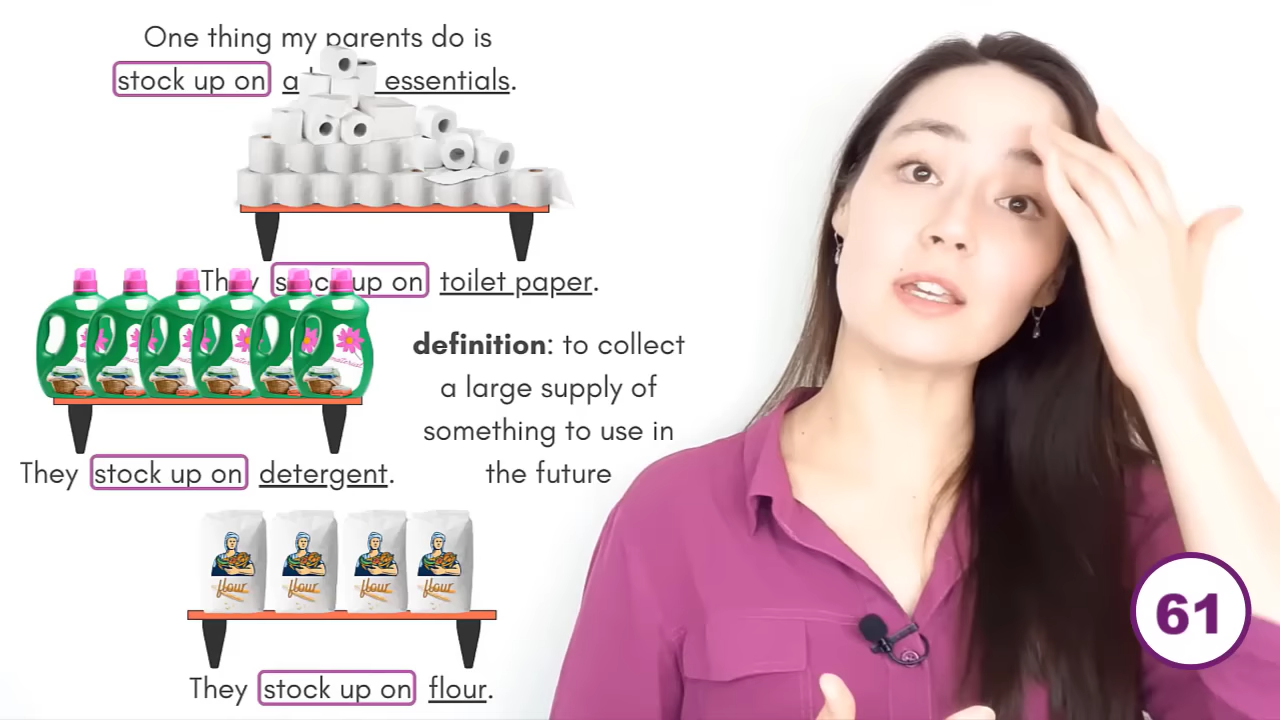 One thing my parents do is
stock up on a essentials.
They stock up on toilet paper.
definition: to collect
a large supply of
something to use in
the future
They stock up on detergent.
flour flour flour flour
They stock up on flour.
61